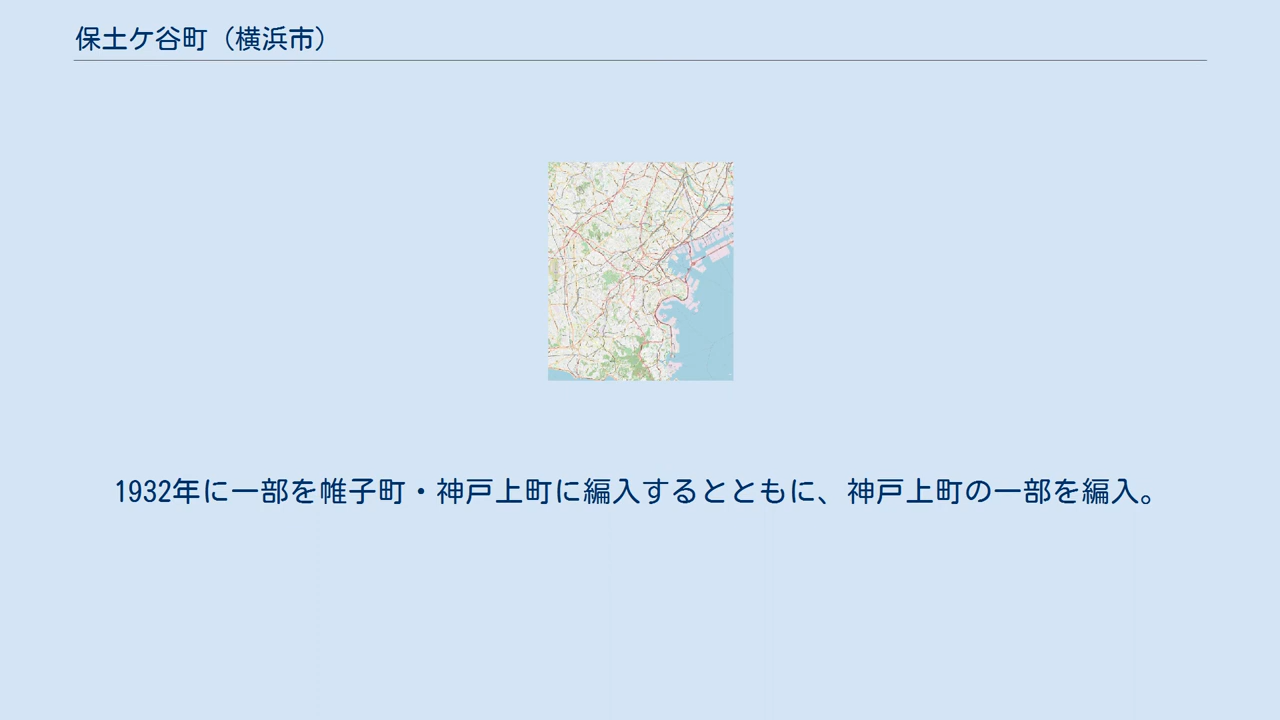 保土ケ谷町（横浜市）
1932年に一部を帷子町・神戸上町に編入するとともに、神戸上町の一部を編入。